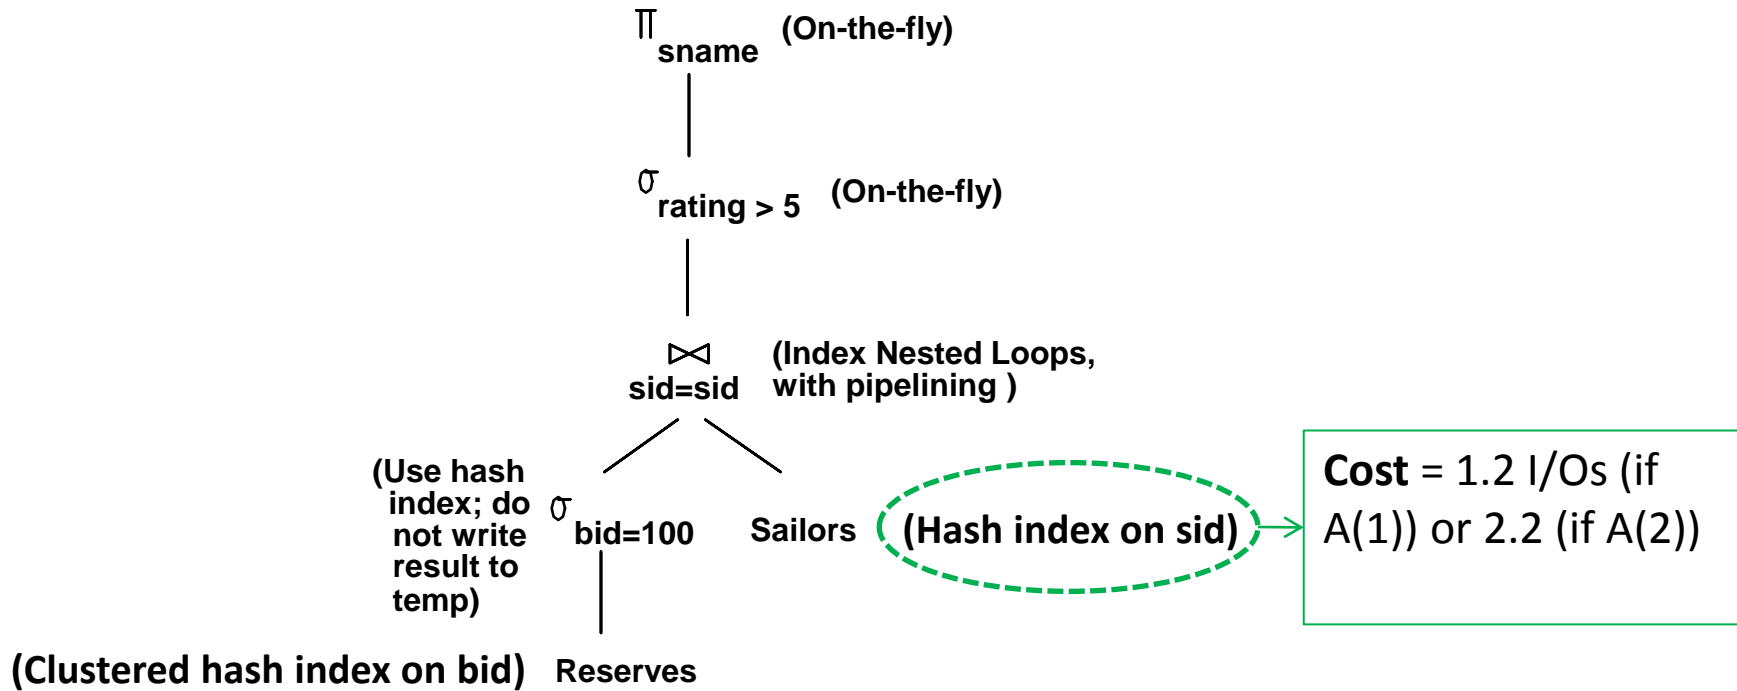 π sname (On-the-fly)
σ rating > 5 (On-the-fly)
⋈ sid=sid
(Index Nested Loops,
with pipelining )
(Use hash
index; do
not write
result to
temp)
σ bid=100
Sailors (Hash index on sid)
Cost = 1.2 I/Os (if
A(1)) or 2.2 (if A(2))
(Clustered hash index on bid) Reserves